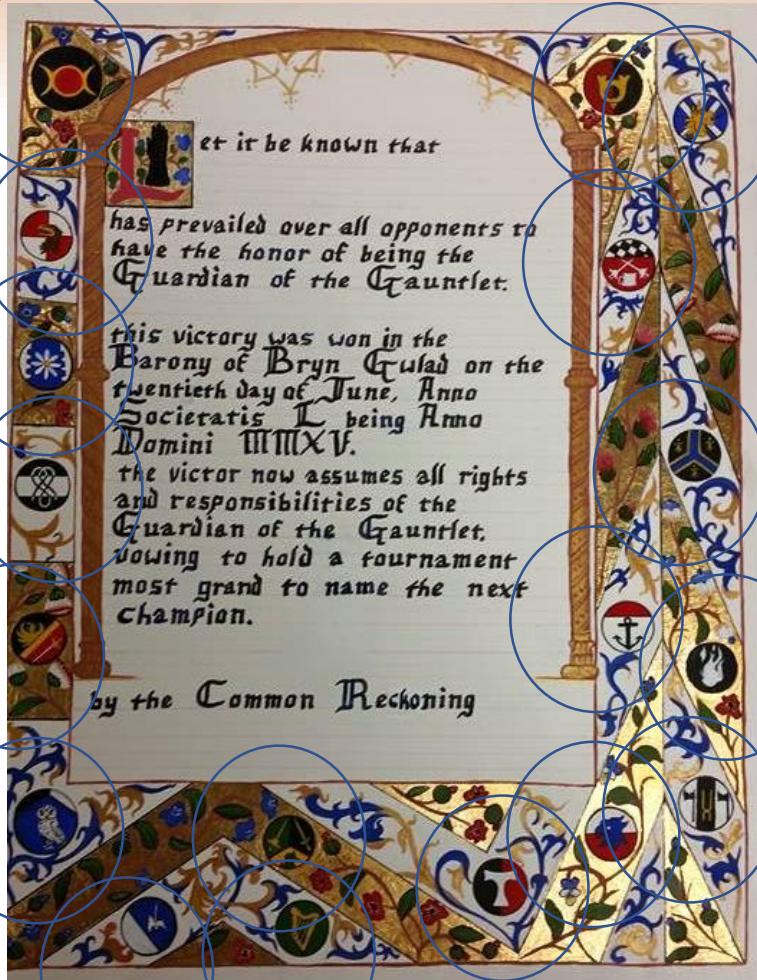 Let it be known that
has prevailed over all opponents to
have the honor of being the
Guardian of the Gauntlet.
this victory was won in the
Barony of Bryn Gwlad on the
twentieth day of June, Anno
Societatis L being Anno
Domini MMXV.
the victor now assumes all rights
and responsibilities of the
Guardian of the Gauntlet,
vowing to hold a tournament
most grand to name the next
champion.
by the Common Reckoning